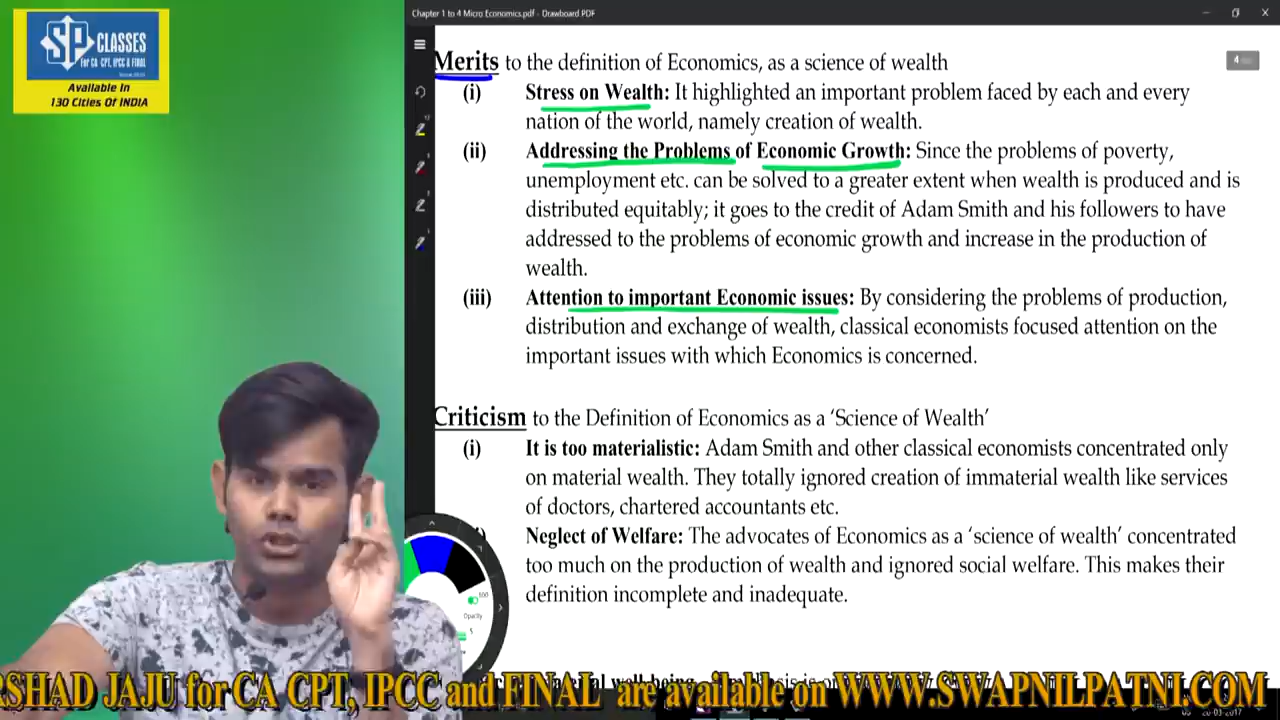 Chapter 1 to 4 Micro Economics.pdf - Drawboard PDF
SP CLASSES
For CA CPT, IPCC & FINAL
Available In
130 Cities Of INDIA
4
Merits to the definition of Economics, as a science of wealth
(i) Stress on Wealth: It highlighted an important problem faced by each and every
nation of the world, namely creation of wealth.
(ii) Addressing the Problems of Economic Growth: Since the problems of poverty,
unemployment etc. can be solved to a greater extent when wealth is produced and is
distributed equitably; it goes to the credit of Adam Smith and his followers to have
addressed to the problems of economic growth and increase in the production of
wealth.
(iii) Attention to important Economic issues: By considering the problems of production,
distribution and exchange of wealth, classical economists focused attention on the
important issues with which Economics is concerned.
Criticism to the Definition of Economics as a ‘Science of Wealth’
(i) It is too materialistic: Adam Smith and other classical economists concentrated only
on material wealth. They totally ignored creation of immaterial wealth like services
of doctors, chartered accountants etc.
Neglect of Welfare: The advocates of Economics as a ‘science of wealth’ concentrated
too much on the production of wealth and ignored social welfare. This makes their
definition incomplete and inadequate.
100
Opacity
5
well-being
RSHAD JAJU for CA CPT, IPCC and FINAL are available on WWW.SWAPNILPATNI.COM